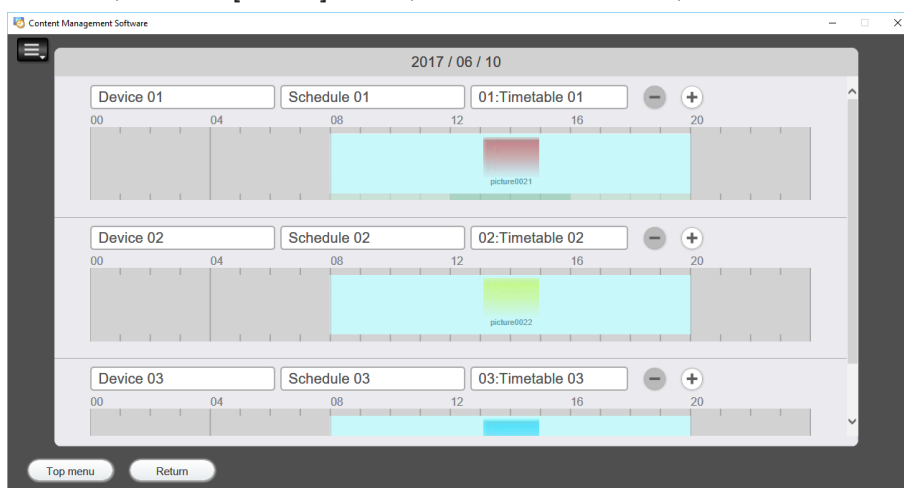 Content Management Software
2017 / 06 / 10
Device 01 Schedule 01 01:Timetable 01
00 04 08 12 16 20
picture0021
Device 02 Schedule 02 02:Timetable 02
00 04 08 12 16 20
picture0022
Device 03 Schedule 03 03:Timetable 03
00 04 08 12 16 20
Top menu Return